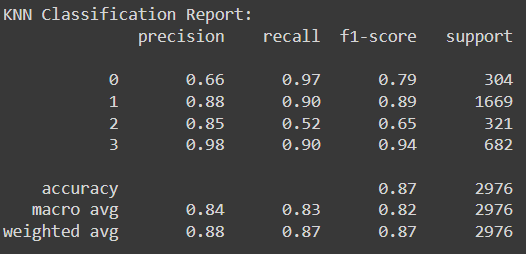 KNN Classification Report:
precision recall f1-score support
0 0.66 0.97 0.79 304
1 0.88 0.90 0.89 1669
2 0.85 0.52 0.65 321
3 0.98 0.90 0.94 682
accuracy 0.87 2976
macro avg 0.84 0.83 0.82 2976
weighted avg 0.88 0.87 0.87 2976